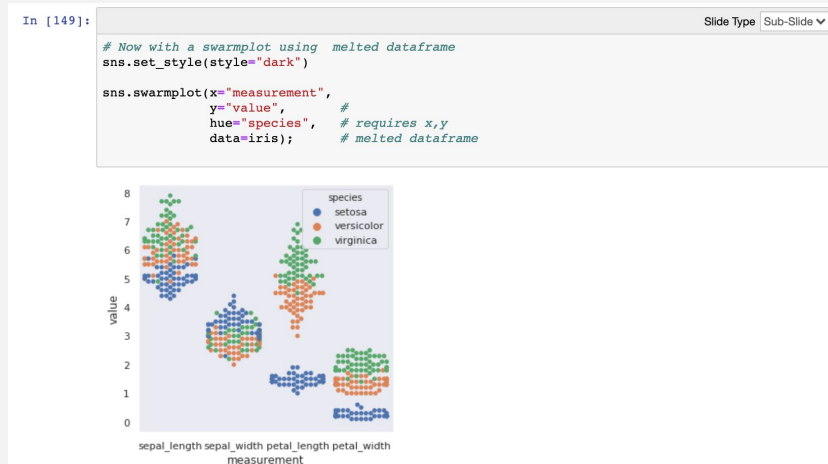 In [149]:
Slide Type Sub-Slide
# Now with a swarmplot using  melted dataframe
sns.set_style(style="dark")
sns.swarmplot(x="measurement",
y="value",       #
hue="species",   # requires x,y
data=iris);      # melted dataframe
species
setosa
versicolor
virginica
8
7
6
5
4
3
2
1
0
value
sepal_length sepal_width petal_length petal_width
measurement